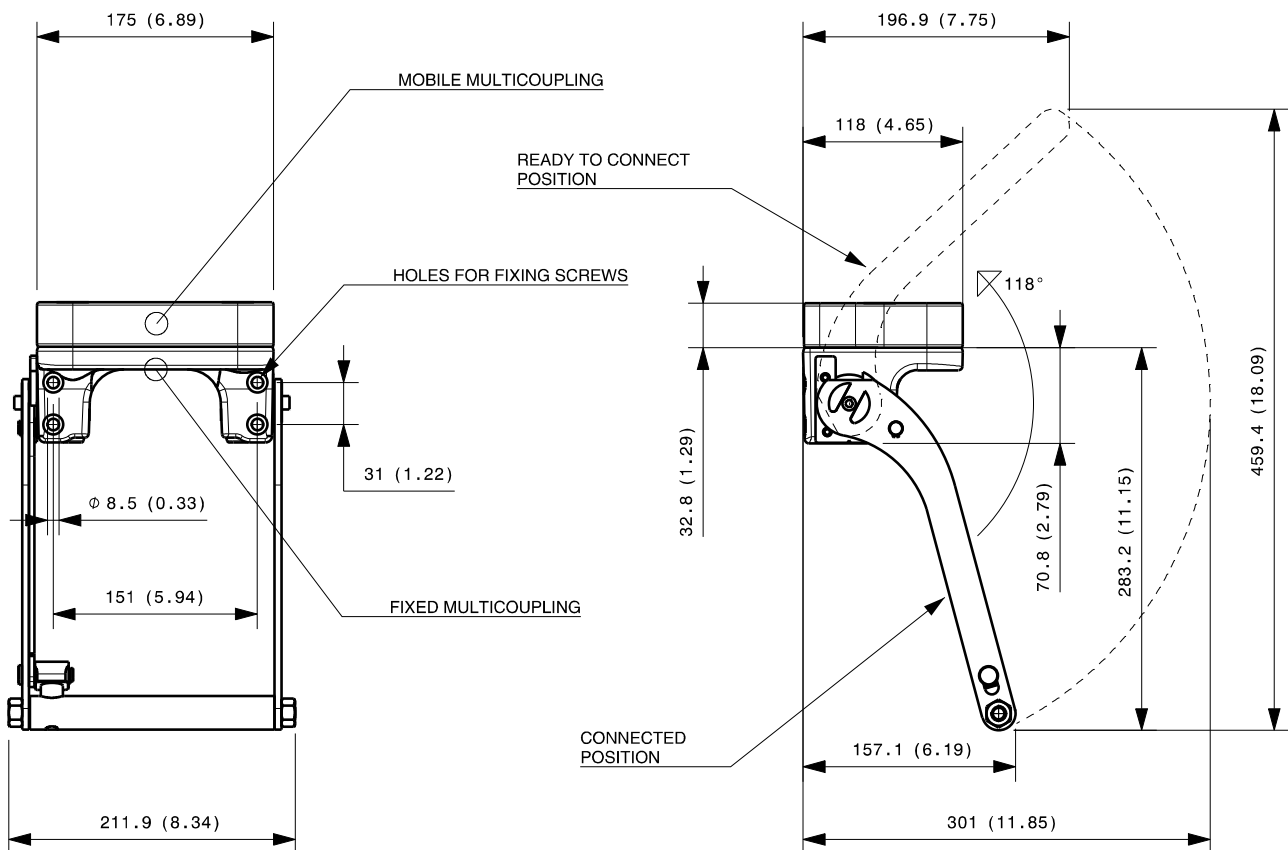 175 (6.89)
196.9 (7.75)
MOBILE MULTICOUPLING
118 (4.65)
READY TO CONNECT
POSITION
HOLES FOR FIXING SCREWS
118°
459.4 (18.09)
32.8 (1.29)
31 (1.22)
Φ 8.5 (0.33)
70.8 (2.79)
283.2 (11.15)
151 (5.94)
FIXED MULTICOUPLING
CONNECTED
POSITION
157.1 (6.19)
211.9 (8.34)
301 (11.85)